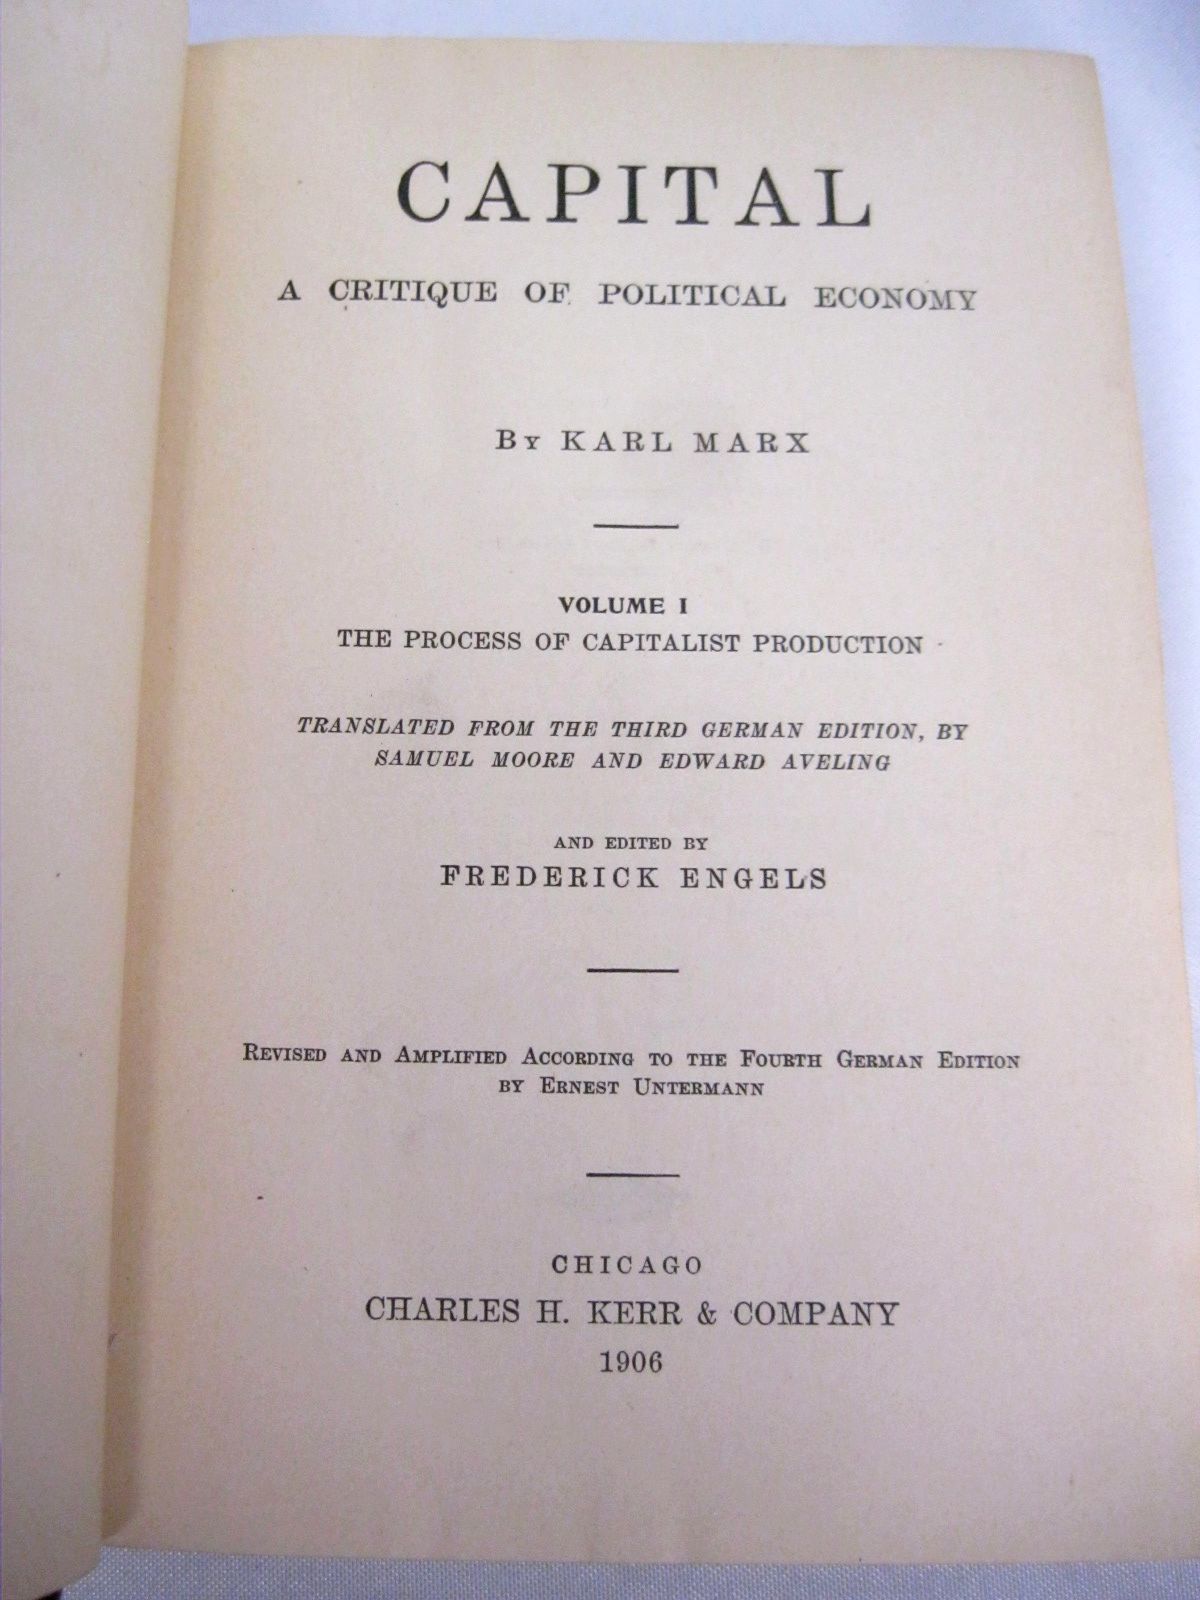 CAPITAL
A CRITIQUE OF POLITICAL ECONOMY
By KARL MARX
VOLUME I
THE PROCESS OF CAPITALIST PRODUCTION
TRANSLATED FROM THE THIRD GERMAN EDITION, BY
SAMUEL MOORE AND EDWARD AVELING
AND EDITED BY
FREDERICK ENGELS
Revised and Amplified According to the Fourth German Edition
by Ernest Untermann
CHICAGO
CHARLES H. KERR & COMPANY
1906